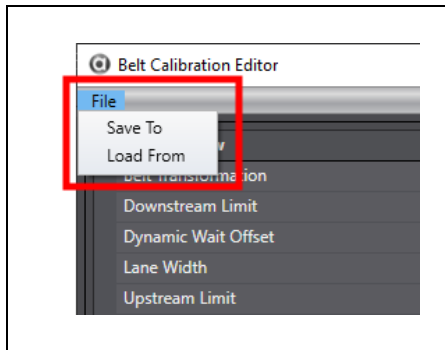 Belt Calibration Editor
File
Save To
Load From
Belt Transformation
Downstream Limit
Dynamic Wait Offset
Lane Width
Upstream Limit